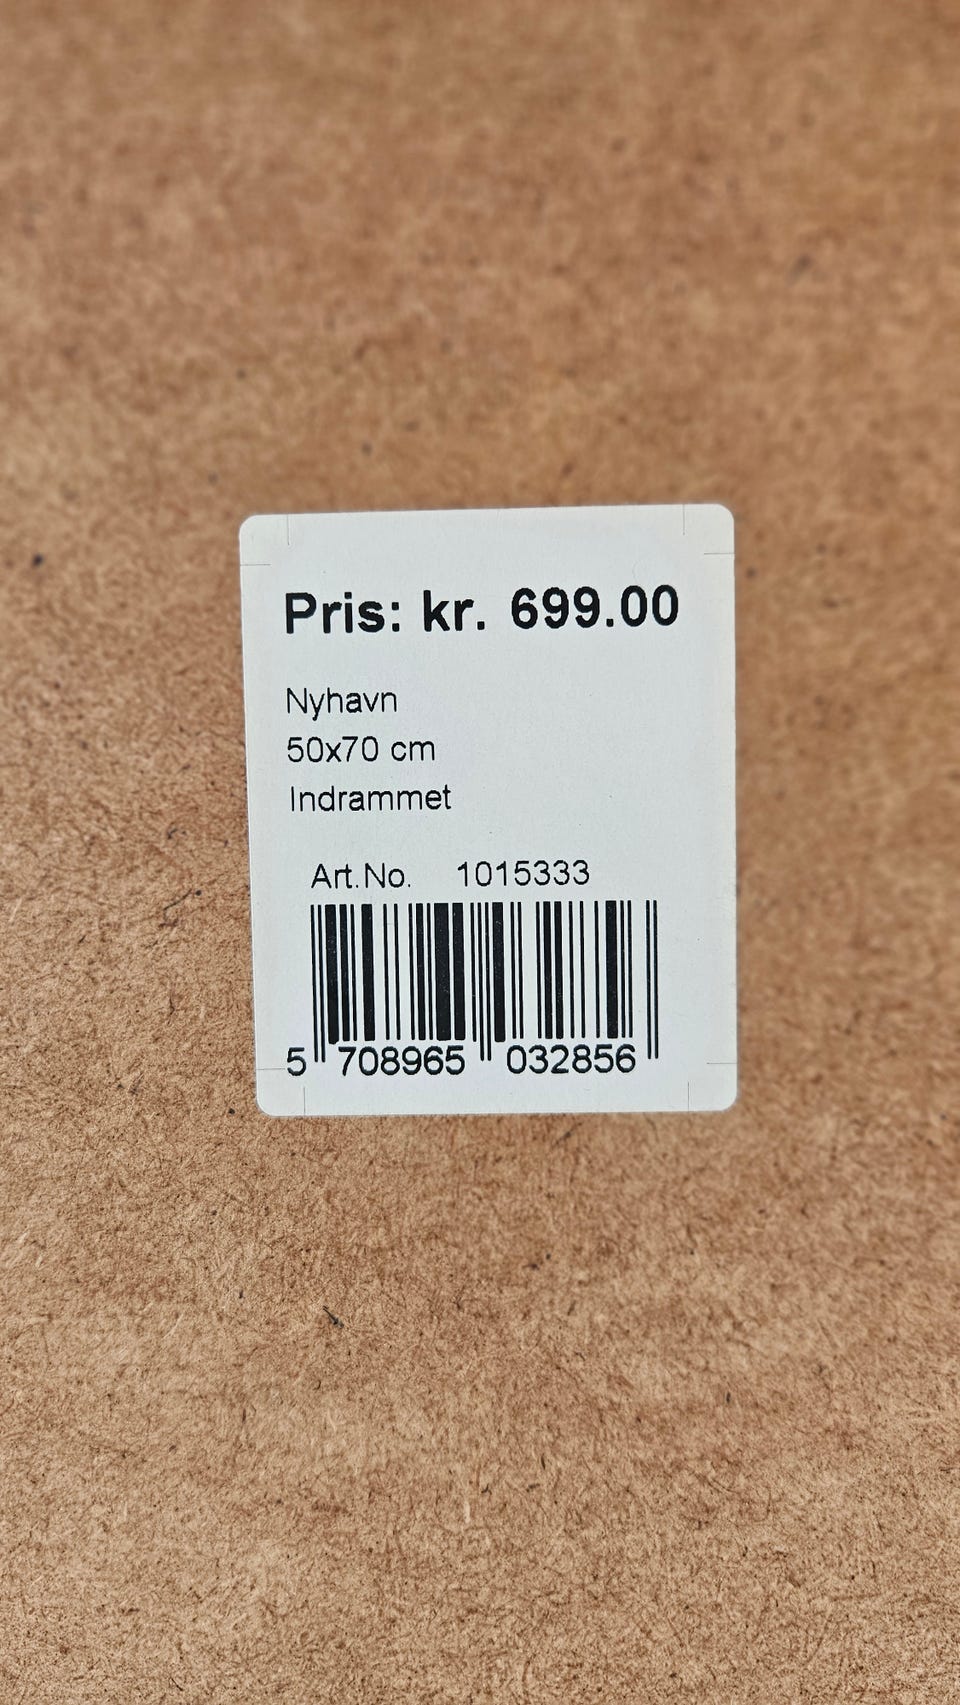 Pris: kr. 699.00
Nyhavn
50x70 cm
Indrammet
Art.No. 1015333
5 708965 032856